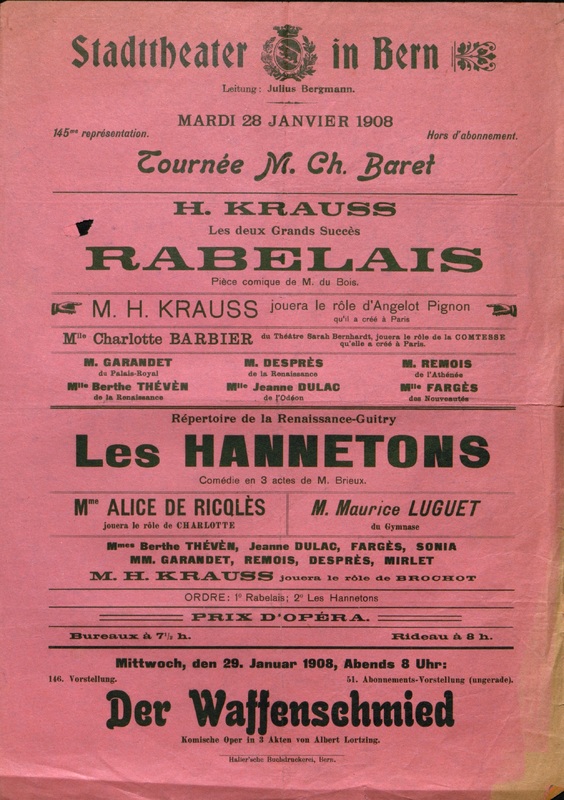 Stadttheater in Bern
Leitung: Julius Bergmann.
MARDI 28 JANVIER 1908
145me représentation. Hors d'abonnement.
Tournée M. Ch. Baret
H. KRAUSS
Les deux Grands Succès
RABELAIS
Pièce comique de M. du Bois.
M. H. KRAUSS jouera le rôle d'Angelot Pignon
qu'il a créé à Paris
Mlle Charlotte BARBIER du Théâtre Sarah Bernhardt, jouera le rôle de la COMTESSE
qu'elle a créé à Paris.
M. GARANDET M. DESPRÈS M. REMOIS
du Palais-Royal de la Renaissance de l'Athénée
Mlle Berthe THÉVÈN Mlle Jeanne DULAC Mlle FARGÈS
de la Renaissance de l'Odéon des Nouveautés
Répertoire de la Renaissance-Guitry
Les HANNETONS
Comédie en 3 actes de M. Brieux.
Mme ALICE DE RICQLÈS M. Maurice LUGUET
jouera le rôle de CHARLOTTE du Gymnase
Mmes Berthe THÉVÈN, Jeanne DULAC, FARGÈS, SONIA
MM. GARANDET, REMOIS, DESPRÈS, MIRLET
M. H. KRAUSS jouera le rôle de BROCHOT
ORDRE: 1° Rabelais; 2° Les Hannetons
PRIX D'OPÉRA.
Bureaux à 7½ h. Rideau à 8 h.
Mittwoch, den 29. Januar 1908, Abends 8 Uhr:
146. Vorstellung. 51. Abonnements-Vorstellung (ungerade).
Der Waffenschmied
Komische Oper in 3 Akten von Albert Lortzing.
Haller'sche Buchdruckerei, Bern.